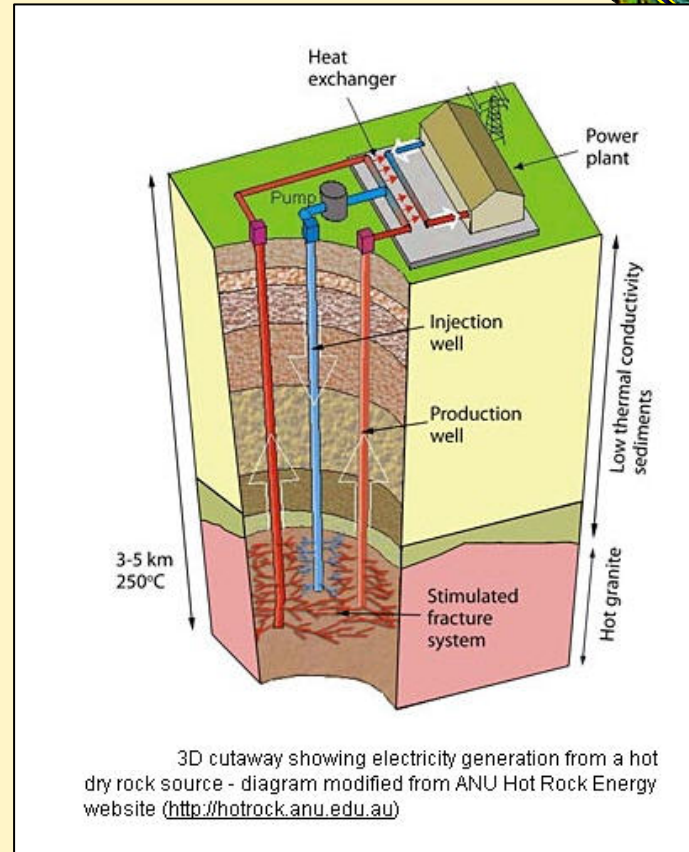 Heat
exchanger
Power
plant
Pump
Injection
well
Production
well
Low thermal conductivity
sediments
3-5 km
250°C
Stimulated
fracture
system
Hot granite
3D cutaway showing electricity generation from a hot
dry rock source - diagram modified from ANU Hot Rock Energy
website (http://hotrock.anu.edu.au)